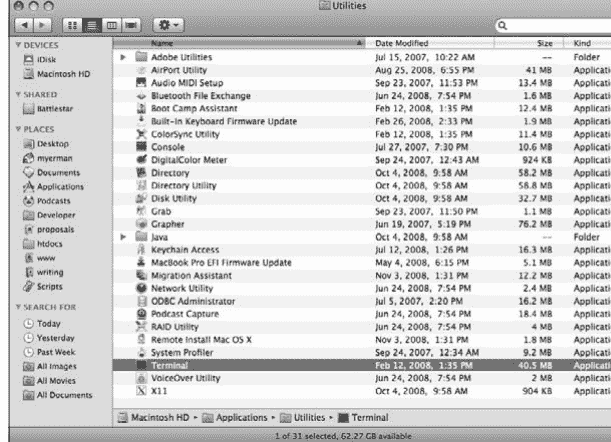 Utilities
Name Date Modified Size Kind
DEVICES
iDisk
Macintosh HD
SHARED
Battlestar
PLACES
Desktop
myerman
Documents
Applications
Podcasts
Developer
proposals
htdocs
www
writing
Scripts
SEARCH FOR
Today
Yesterday
Past Week
All Images
All Movies
All Documents
Adobe Utilities Jul 15, 2007, 10:22 AM -- Folder
AirPort Utility Aug 25, 2008, 6:55 PM 41 MB Applicati
Audio MIDI Setup Sep 23, 2007, 11:53 PM 13.4 MB Applicati
Bluetooth File Exchange Jun 24, 2008, 7:54 PM 1.6 MB Applicati
Boot Camp Assistant Feb 12, 2008, 1:35 PM 12.4 MB Applicati
Built-in Keyboard Firmware Update Feb 26, 2008, 2:33 PM 1.9 MB Applicati
ColorSync Utility Feb 12, 2008, 1:35 PM 11.4 MB Applicati
Console Jul 27, 2007, 7:30 PM 10.6 MB Applicati
DigitalColor Meter Sep 24, 2007, 12:43 AM 924 KB Applicati
Directory Oct 4, 2008, 9:58 AM 58.2 MB Applicati
Directory Utility Oct 4, 2008, 9:58 AM 58.8 MB Applicati
Disk Utility Oct 4, 2008, 9:58 AM 32.7 MB Applicati
Grab Sep 23, 2007, 11:50 PM 1.1 MB Applicati
Grapher Jun 19, 2007, 5:19 PM 76.2 MB Applicati
Java Oct 4, 2008, 9:58 AM -- Folder
Keychain Access Jul 12, 2008, 1:26 PM 16.3 MB Applicati
MacBook Pro EFI Firmware Update May 4, 2008, 6:15 PM 5.1 MB Applicati
Migration Assistant Nov 3, 2008, 1:31 PM 12.2 MB Applicati
Network Utility Jun 24, 2008, 7:54 PM 2.4 MB Applicati
ODBC Administrator Jul 5, 2007, 2:20 PM 16.2 MB Applicati
Podcast Capture Jun 24, 2008, 7:54 PM 18.4 MB Applicati
RAID Utility Jun 24, 2008, 7:54 PM 4 MB Applicati
Remote Install Mac OS X Nov 3, 2008, 1:31 PM 1.8 MB Applicati
System Profiler Sep 24, 2007, 12:34 AM 9.2 MB Applicati
Terminal Feb 12, 2008, 1:35 PM 40.5 MB Applicati
VoiceOver Utility Jun 24, 2008, 7:54 PM 2 MB Applicati
X11 Oct 4, 2008, 9:58 AM 904 KB Applicati
Macintosh HD Applications Utilities Terminal
1 of 31 selected, 62.27 GB available